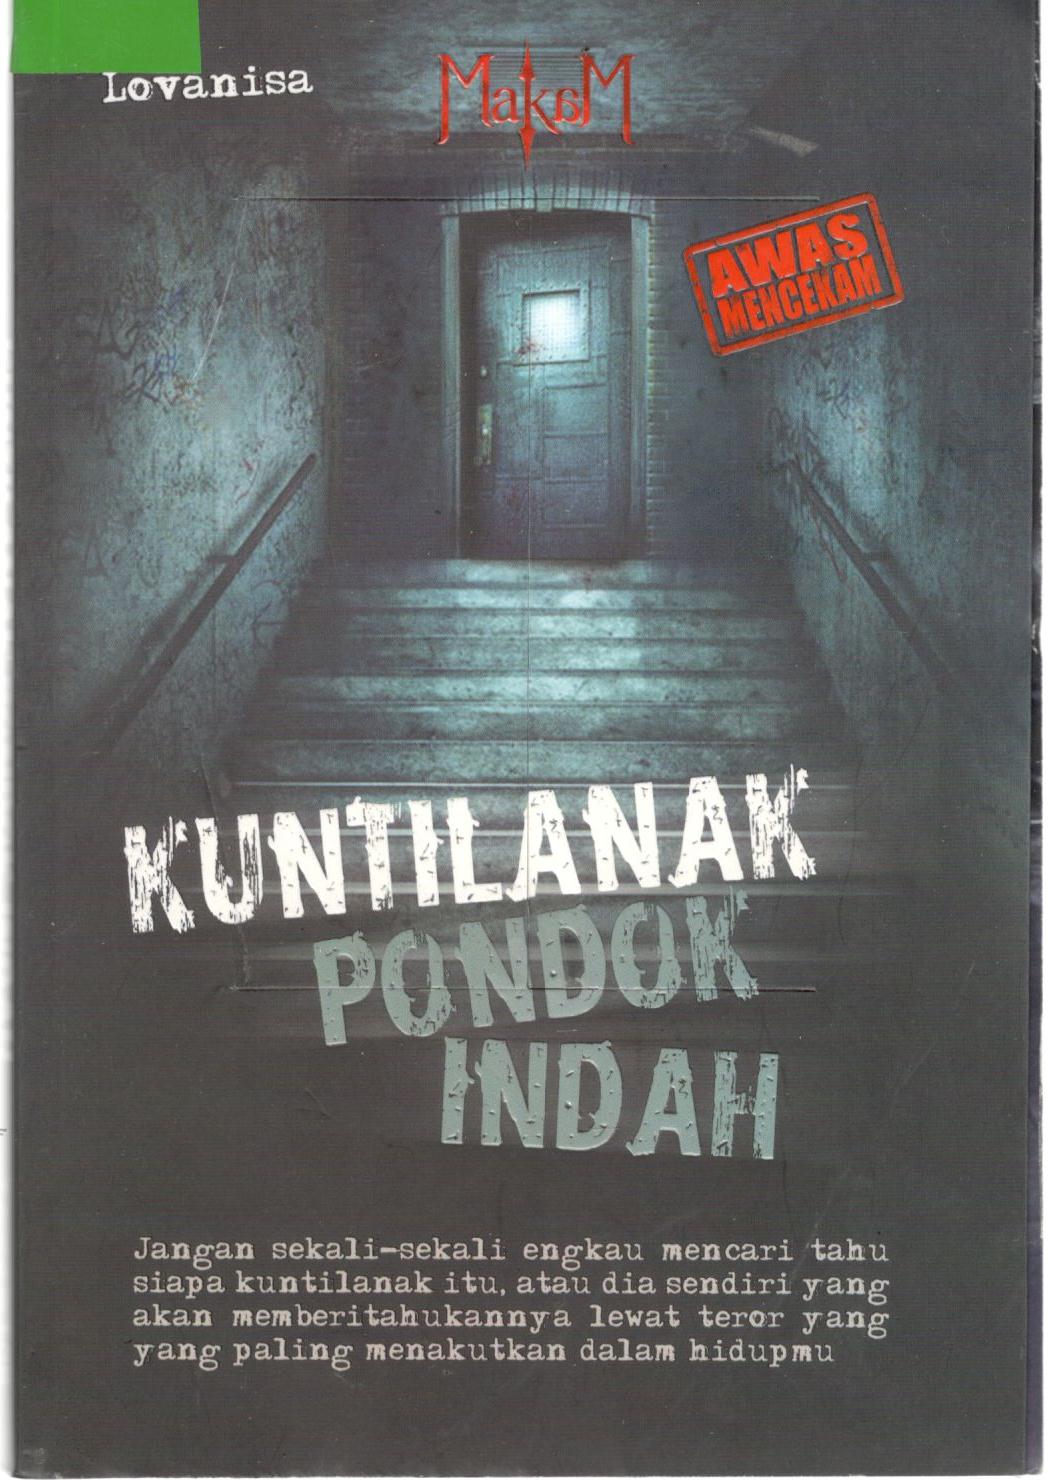 Lovanisa
MakaM
AWAS
MENCEKAM
KUNTILANAK
PONDOK
INDAH
Jangan sekali-sekali engkau mencari tahu
siapa kuntilanak itu, atau dia sendiri yang
akan memberitahukannya lewat teror yang
yang paling menakutkan dalam hidupmu